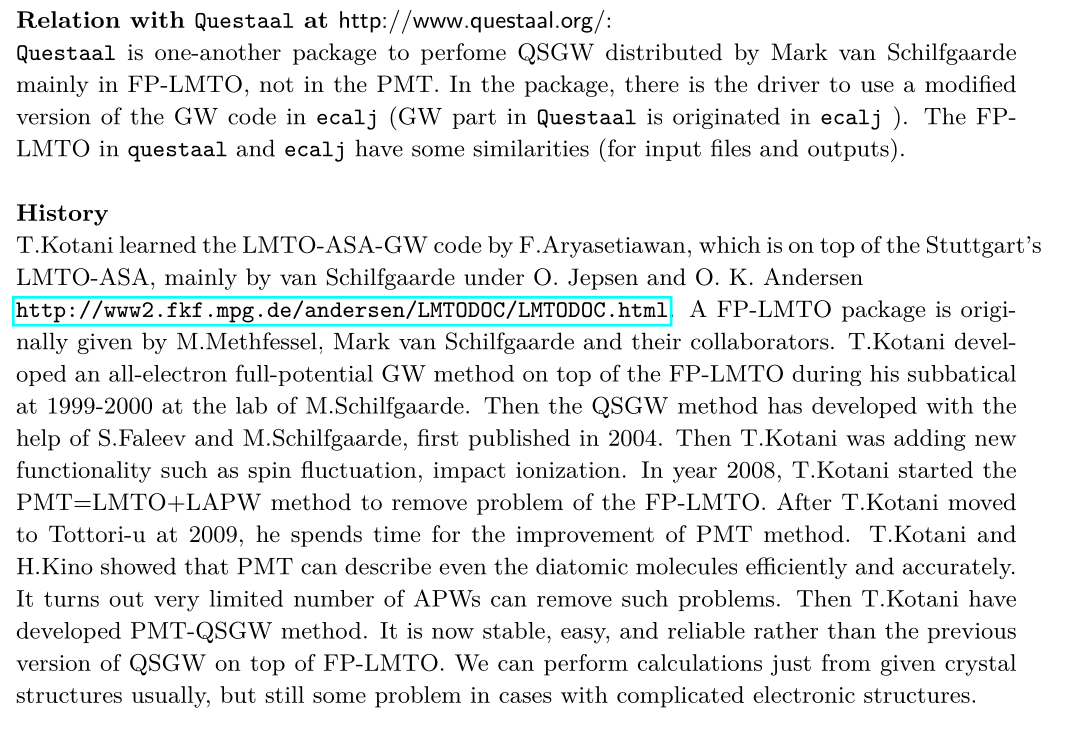 Relation with Questaal at http://www.questaal.org/:
Questaal is one-another package to perfome QSGW distributed by Mark van Schilfgaarde
mainly in FP-LMTO, not in the PMT. In the package, there is the driver to use a modified
version of the GW code in ecalj (GW part in Questaal is originated in ecalj ). The FP-
LMTO in questaal and ecalj have some similarities (for input files and outputs).
History
T.Kotani learned the LMTO-ASA-GW code by F.Aryasetiawan, which is on top of the Stuttgart's
LMTO-ASA, mainly by van Schilfgaarde under O. Jepsen and O. K. Andersen
http://www2.fkf.mpg.de/andersen/LMTODOC/LMTODOC.html. A FP-LMTO package is origi-
nally given by M.Methfessel, Mark van Schilfgaarde and their collaborators. T.Kotani devel-
oped an all-electron full-potential GW method on top of the FP-LMTO during his subbatical
at 1999-2000 at the lab of M.Schilfgaarde. Then the QSGW method has developed with the
help of S.Faleev and M.Schilfgaarde, first published in 2004. Then T.Kotani was adding new
functionality such as spin fluctuation, impact ionization. In year 2008, T.Kotani started the
PMT=LMTO+LAPW method to remove problem of the FP-LMTO. After T.Kotani moved
to Tottori-u at 2009, he spends time for the improvement of PMT method. T.Kotani and
H.Kino showed that PMT can describe even the diatomic molecules efficiently and accurately.
It turns out very limited number of APWs can remove such problems. Then T.Kotani have
developed PMT-QSGW method. It is now stable, easy, and reliable rather than the previous
version of QSGW on top of FP-LMTO. We can perform calculations just from given crystal
structures usually, but still some problem in cases with complicated electronic structures.